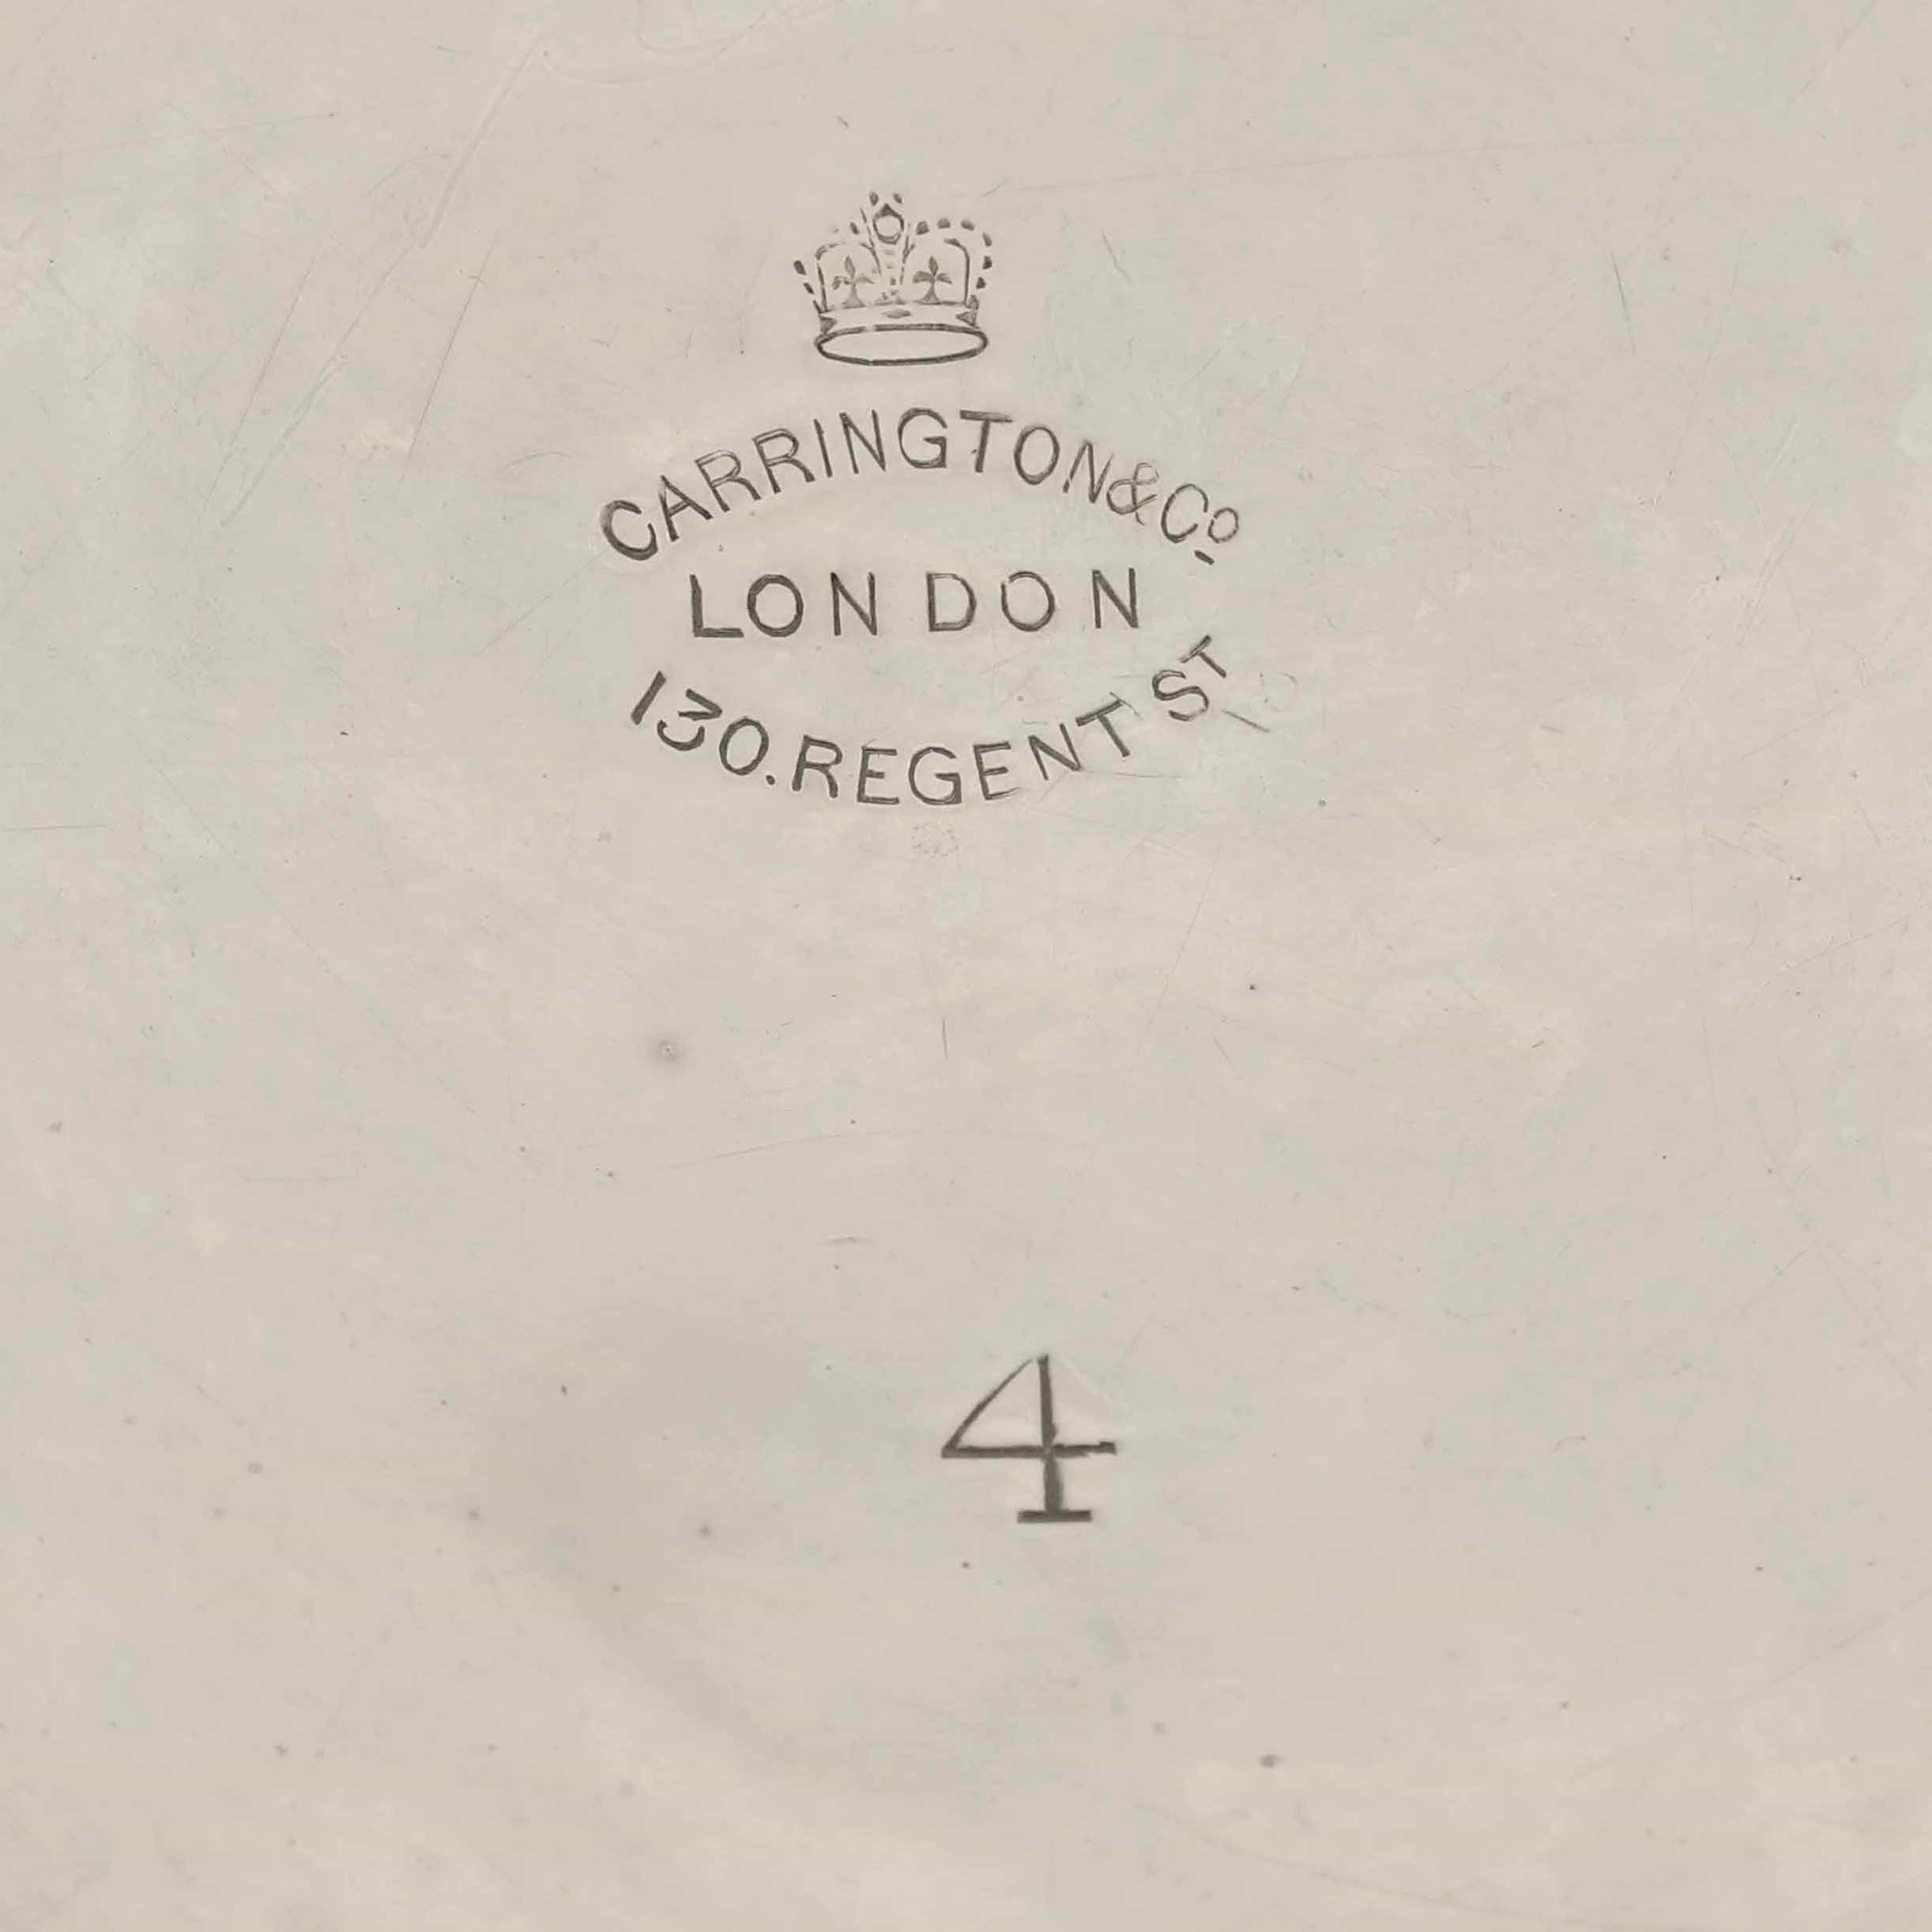 CARRINGTON&Cº
LONDON
130.REGENT ST
4